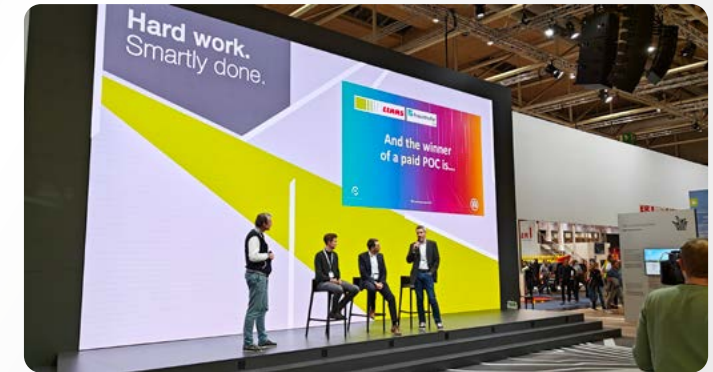 Hard work.
Smartly done.
CLAAS
And the winner
of a paid POC is...